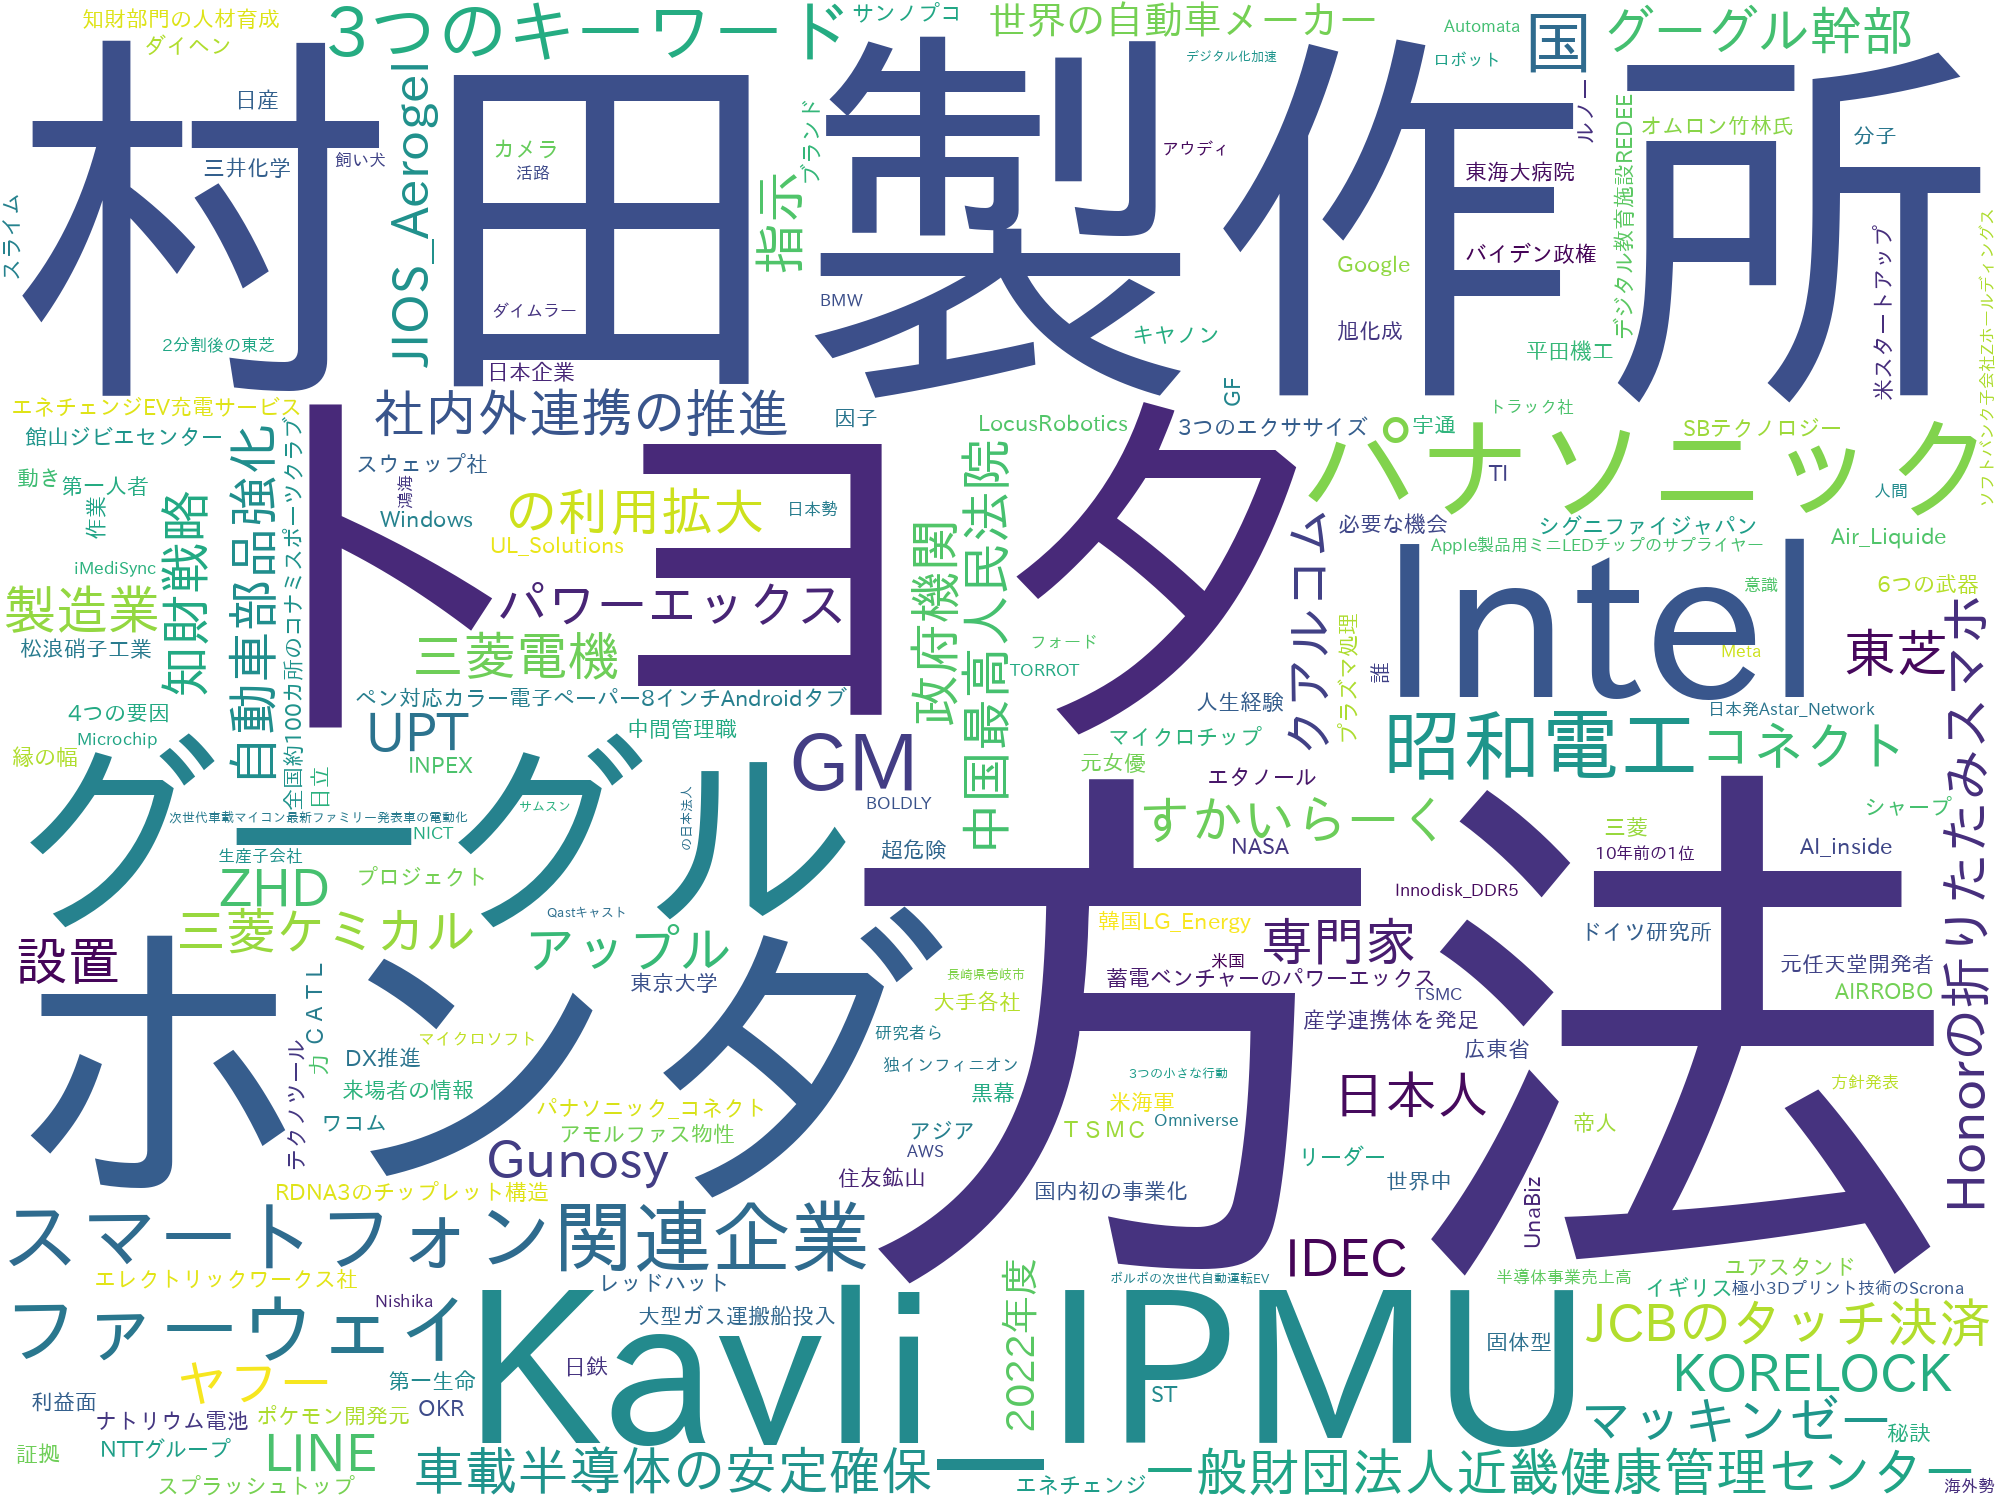 知財部門の人材育成
ダイヘン
3つのキーワード
サンノプコ
世界の自動車メーカー
デジタル化加速
Automata
ロボット
国
グーグル幹部
村田製作所
日産
三井化学
飼い犬
スライム
2分割後の東芝
JIOS_Aerogel
カメラ
活路
ダイムラー
日本企業
指示
ブランド
BMW
アウディ
キヤノン
ルノー
東海大病院
バイデン政権
Google
旭化成
平田機工
デジタル教育施設REDEE
オムロン竹林氏
分子
米スタートアップ
ソフトバンク子会社Zホールディングス
エネチェンジEV充電サービス
館山ジビエセンター
動き
第一人者
作業
iMediSync
製造業
松浪硝子工業
知財戦略
自動車部品強化
全国約100カ所のコナミスポーツクラブ
社内外連携の推進
因子
スウェップ社
鴻海
Windows
の利用拡大
UL_Solutions
日本勢
トヨタ
パワーエックス
三菱電機
ペン対応カラー電子ペーパー8インチAndroidタブ
LocusRobotics
3つのエクササイズ
GF
宇通
トラック社
SBテクノロジー
パナソニック
TI
人間
必要な機会
シグニファイジャパン
Apple製品用ミニLEDチップのサプライヤー
Air_Liquide
意識
6つの武器
政府機関
中国最高人民法院
フォード
TORROT
クアルコム
プラズマ処理
誰
Intel
Meta
東芝
Honorの折りたたみスマホ
人生経験
日本発Astar_Network
マイクロチップ
元女優
エタノール
昭和電工
コネクト
4つの要因
Microchip
縁の幅
日立
UPT
中間管理職
INPEX
GM
BOLDLY
の日本法人
グーグル
次世代車載マイコン最新ファミリー発表車の電動化
NICT
サムスン
生産子会社
ZHD
プロジェクト
超危険
すかいらーく
NASA
三菱
10年前の1位
シャープ
AI_inside
Innodisk_DDR5
三菱ケミカル
Qastキャスト
アップル
東京大学
設置
ホンダ
ＣＡＴＬ
力
テクノツール
DX推進
マイクロソフト
来場者の情報
ワコム
方法
韓国LG_Energy
専門家
米国
蓄電ベンチャーのパワーエックス
TSMC
長崎県壱岐市
大手各社
研究者ら
産学連携体を発足
独インフィニオン
黒幕
3つの小さな行動
米海軍
Omniverse
ＴＳＭＣ
ドイツ研究所
元任天堂開発者
AIRROBO
広東省
方針発表
日本人
帝人
パナソニック_コネクト
アモルファス物性
アジア
AWS
Gunosy
住友鉱山
国内初の事業化
リーダー
世界中
UnaBiz
RDNA3のチップレット構造
スマートフォン関連企業
エレクトリックワークス社
Nishika
レッドハット
大型ガス運搬船投入
2022年度
ボルボの次世代自動運転EV
IDEC
半導体事業売上高
ユアスタンド
イギリス
極小3Dプリント技術のScrona
ファーウェイ
Kavli_IPMU
JCBのタッチ決済
固体型
ヤフー
第一生命
日鉄
ST
KORELOCK
利益面
ナトリウム電池
ポケモン開発元
OKR
マッキンゼー
秘訣
証拠
NTTグループ
LINE
スプラッシュトップ
車載半導体の安定確保
エネチェンジ
一般財団法人近畿健康管理センター
海外勢